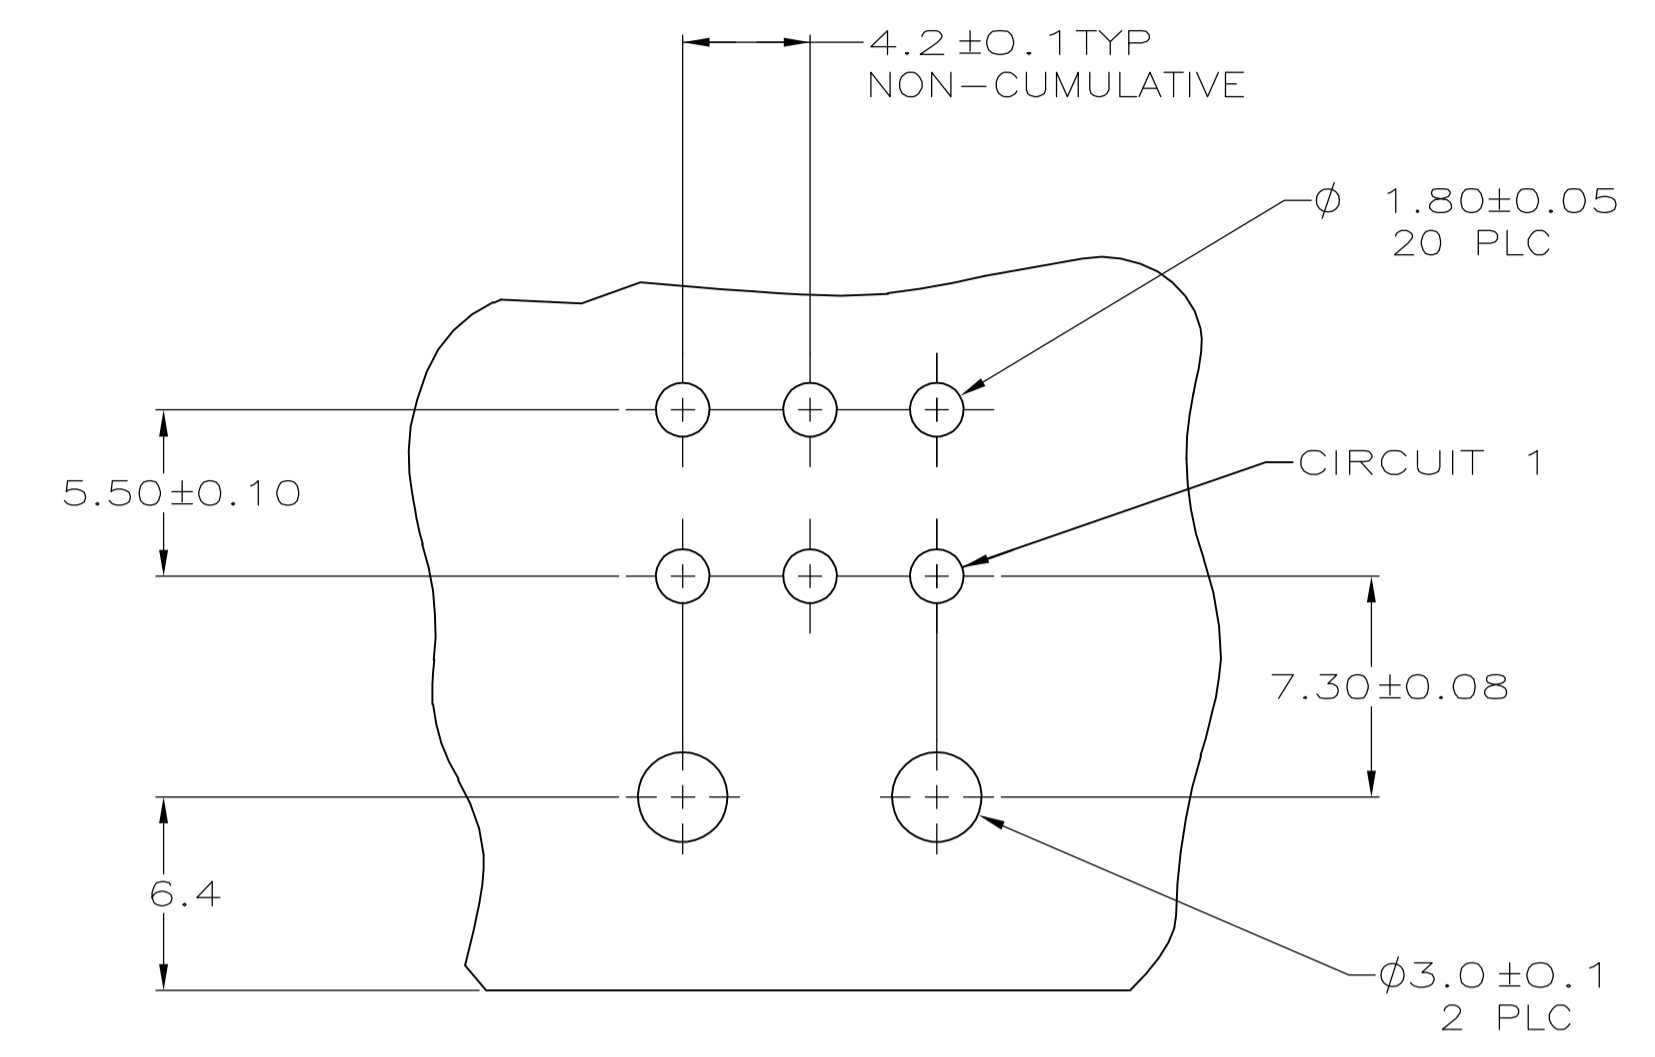 4.2±0.1TYP
NON-CUMULATIVE
⌀ 1.80±0.05
20 PLC
CIRCUIT 1
5.50±0.10
7.30±0.08
6.4
⌀3.0±0.1
2 PLC